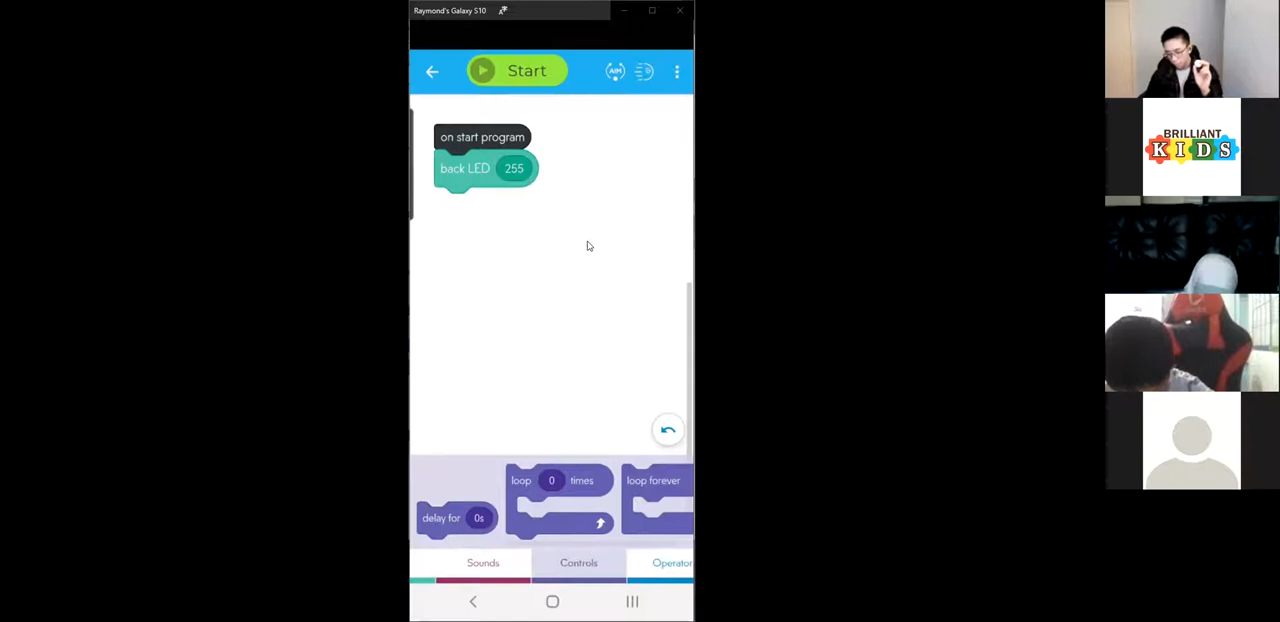 Raymond's Galaxy S10
Start
AIM
on start program
back LED 255
delay for 0s
loop 0 times
loop forever
Sounds
Controls
Operator
BRILLIANT
KIDS